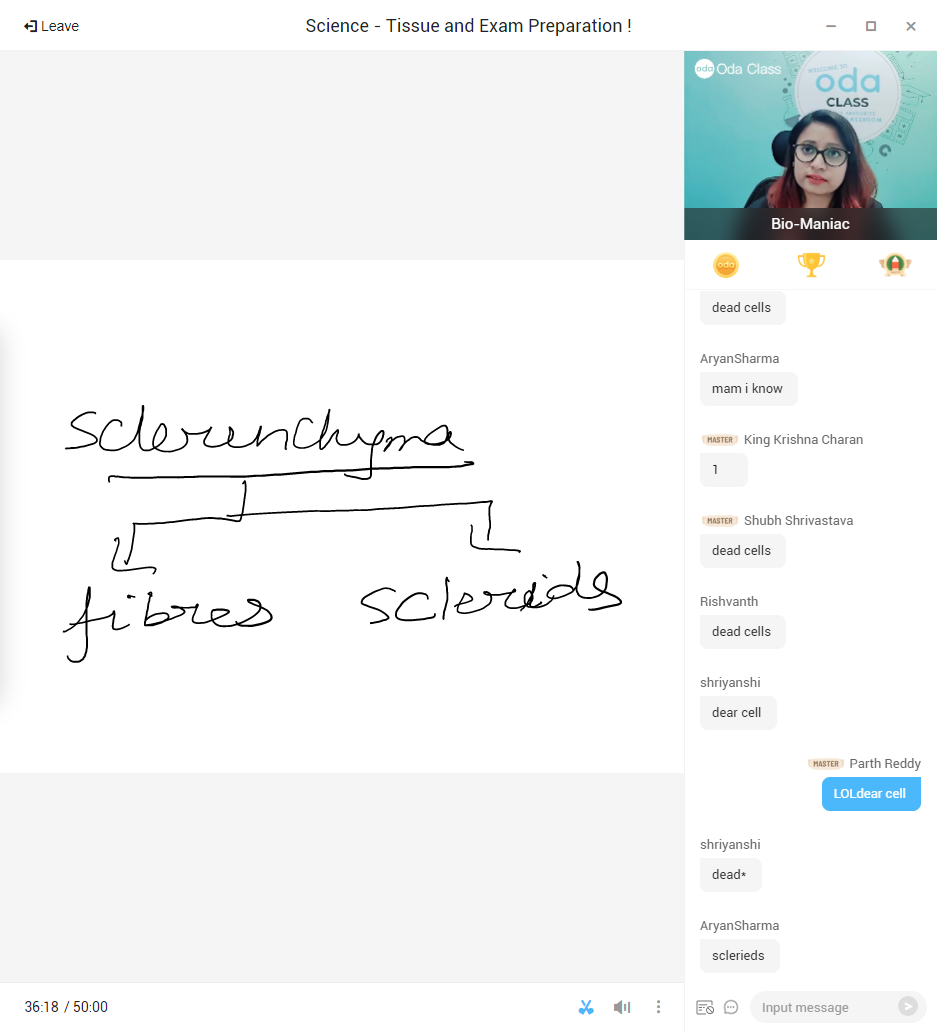 Leave
Science - Tissue and Exam Preparation !
oda Oda Class
WELCOME TO
oda
CLASS
Bio-Maniac
oda
dead cells
AryanSharma
mam i know
MASTER King Krishna Charan
1
MASTER Shubh Shrivastava
dead cells
Rishvanth
dead cells
shriyanshi
dear cell
MASTER Parth Reddy
LOLdear cell
shriyanshi
dead*
AryanSharma
sclerieds
Sclerenchyma
fibres sclereids
36:18 / 50:00
Input message